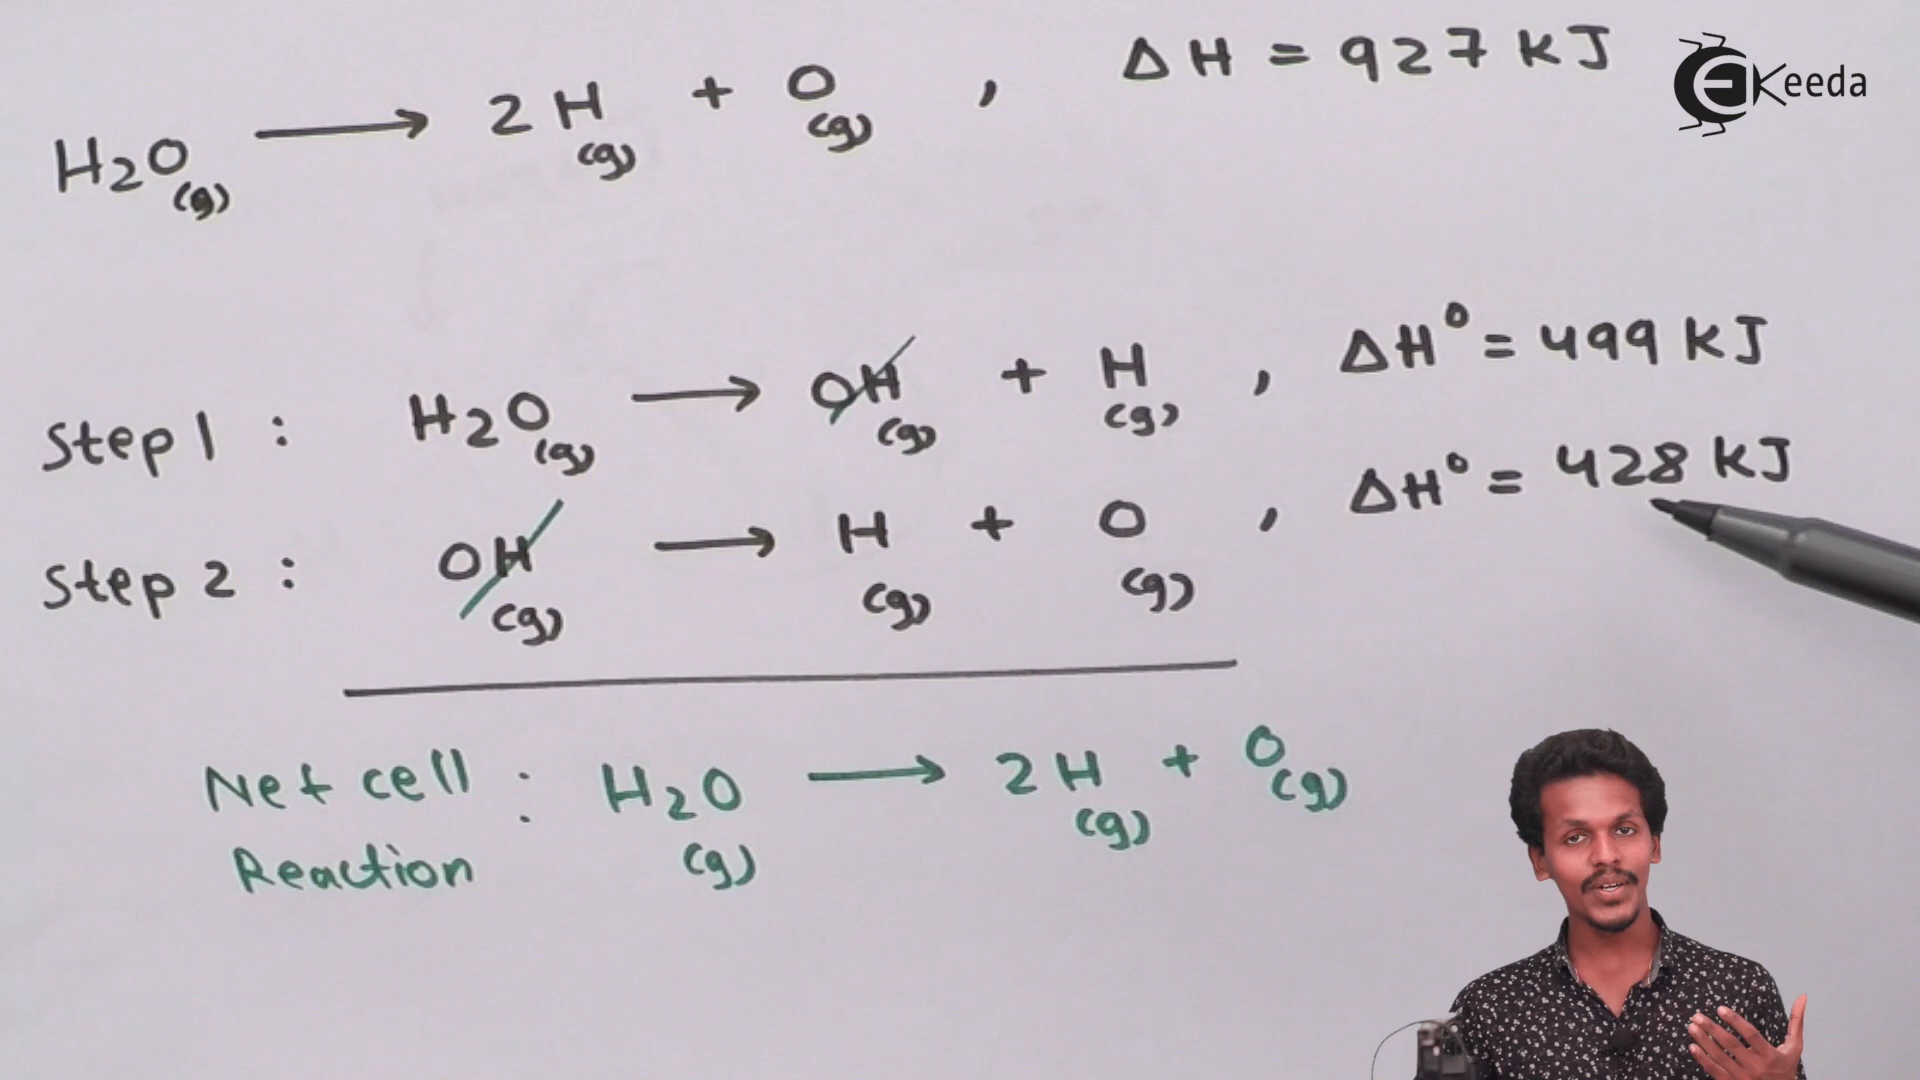 H2O(g) ⟶ 2H(g) + O(g) , ΔH = 927 KJ
EKeeda
Step 1 : H2O(g) ⟶ OH(g) + H(g) , ΔH° = 499 KJ
Step 2 : OH(g) ⟶ H(g) + O(g) , ΔH° = 428 KJ
Net cell : H2O(g) ⟶ 2H(g) + O(g)
Reaction